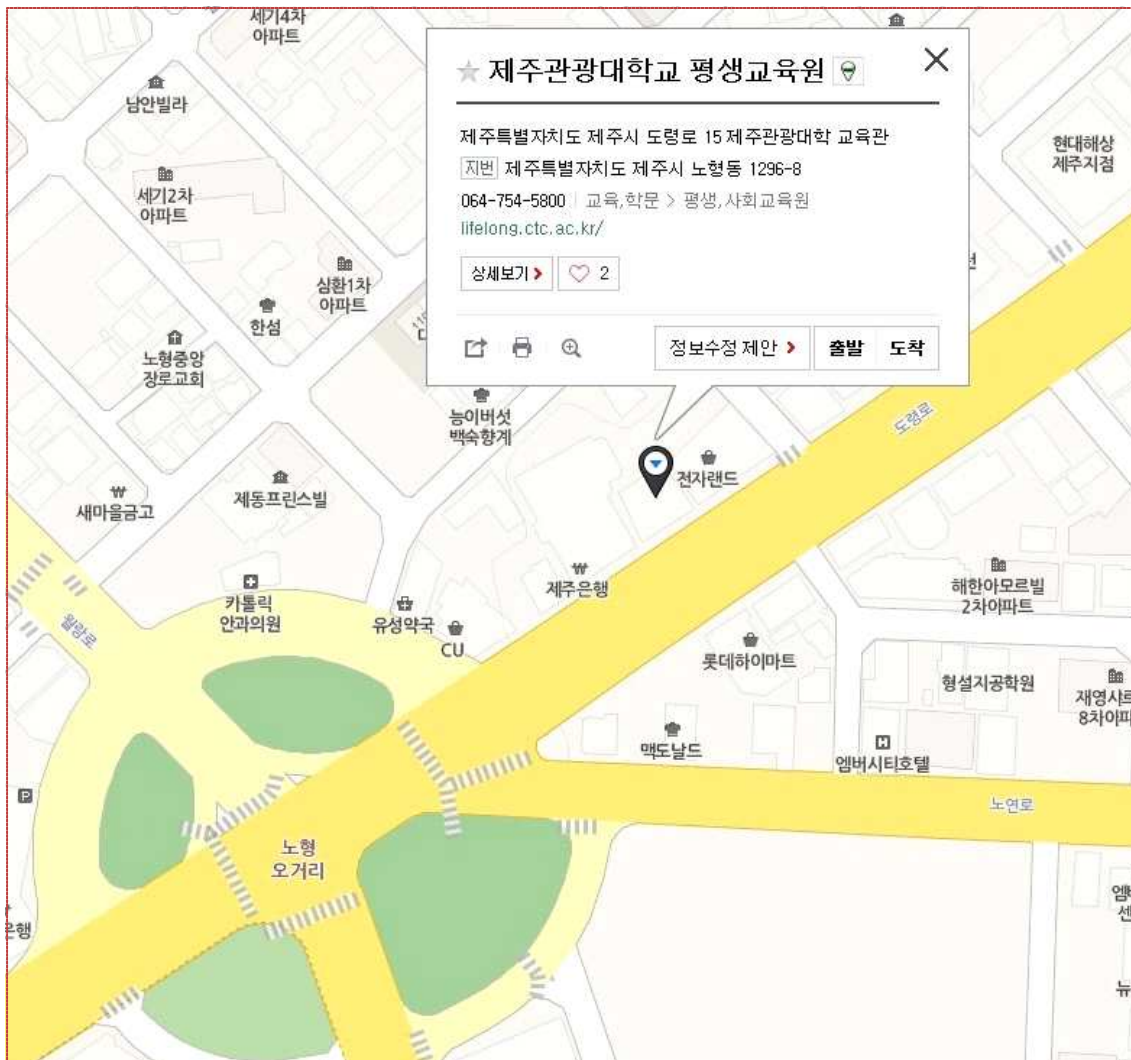 세기4차
아파트
남안빌라
세기2차
아파트
심환1차
아파트
한섬
노형중앙
장로교회
제주관광대학교 평생교육원
제주특별자치도 제주시 도령로 15 제주관광대학 교육관
지번 제주특별자치도 제주시 노형동 1296-8
064-754-5800 교육,학문 > 평생,사회교육원
lifelong.ctc.ac.kr/
상세보기 >
2
정보수정 제안 >
출발
도착
현대해상
제주지점
능이버섯
백숙향계
도령로
전자랜드
새마을금고
제동프린스빌
제주은행
해한아모르빌
2차아파트
월랑로
카톨릭
안과의원
유성약국
CU
롯데하이마트
형설지공학원
재영사르
8차아파
맥도날드
엠버시티호텔
P
노연로
노형
오거리
은행
엠버
센
뉴